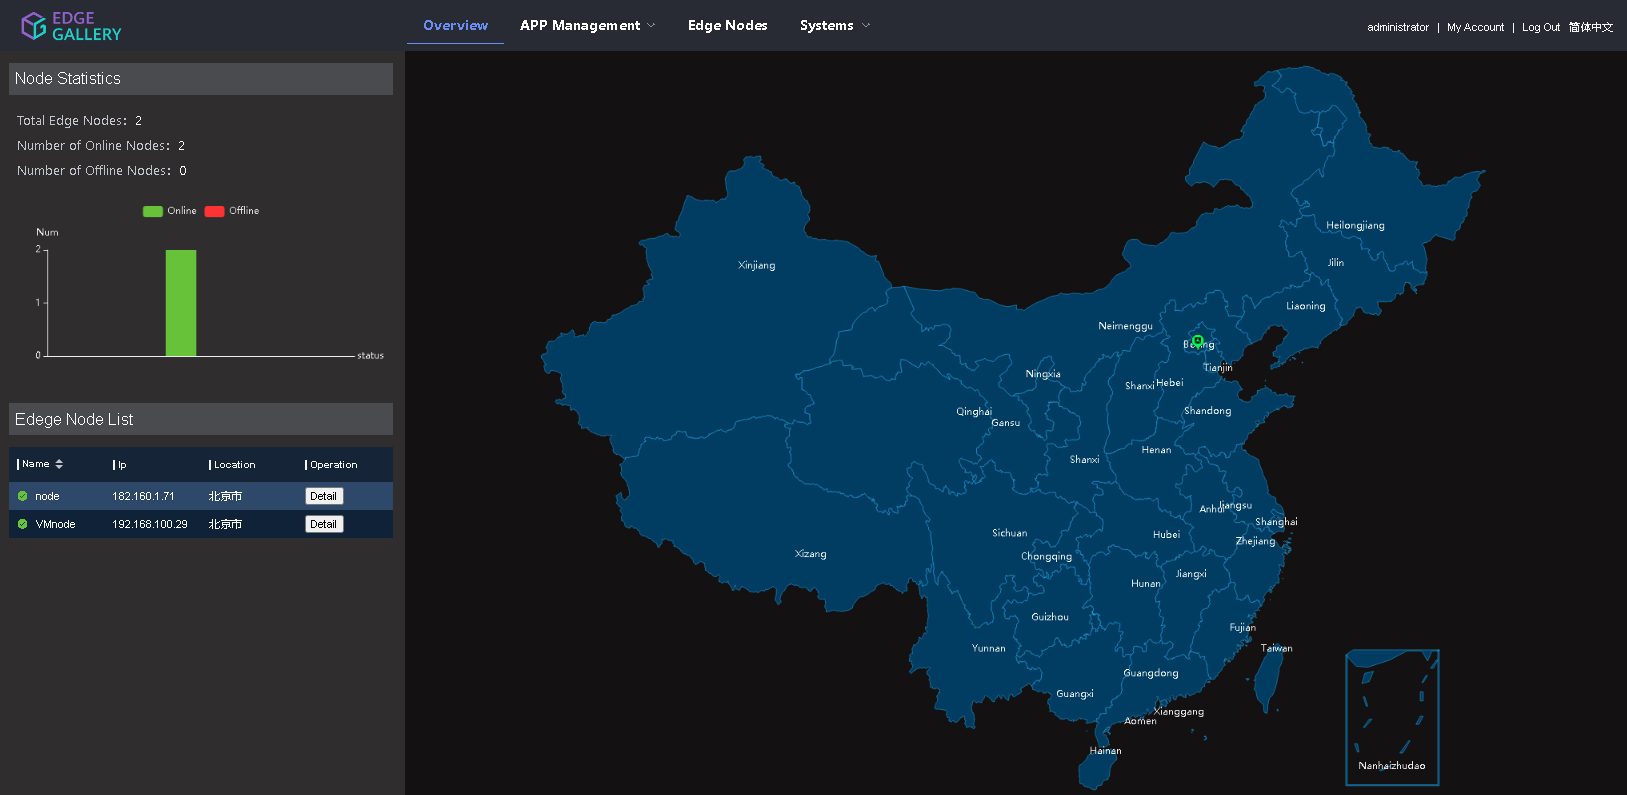 EDGE
GALLERY
Overview
APP Management
Edge Nodes
Systems
administrator | My Account | Log Out 简体中文
Node Statistics
Total Edge Nodes: 2
Number of Online Nodes: 2
Number of Offline Nodes: 0
Online
Offline
Num
2
1
0
status
Edege Node List
Name
Ip
Location
Operation
node
182.160.1.71
北京市
Detail
VMnode
192.168.100.29
北京市
Detail
Heilongjiang
Jilin
Xinjiang
Liaoning
Neimenggu
Beijing
Tianjin
Ningxia
Shanxi
Hebei
Qinghai
Gansu
Shandong
Henan
Shanxi
Jiangsu
Anhui
Shanghai
Sichuan
Hubei
Zhejiang
Xizang
Chongqing
Jiangxi
Hunan
Guizhou
Fujian
Yunnan
Taiwan
Guangdong
Guangxi
Xianggang
Aomen
Hainan
Nanhaizhudao